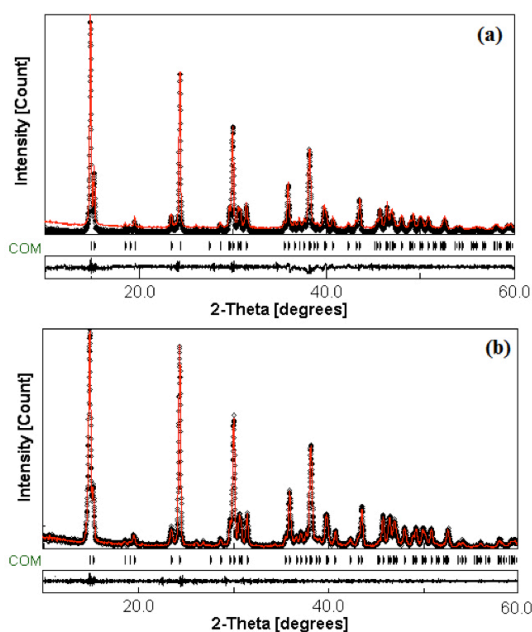 (a)
Intensity [Count]
COM
20.0 40.0 60.0
2-Theta [degrees]
(b)
Intensity [Count]
COM
20.0 40.0 60.0
2-Theta [degrees]